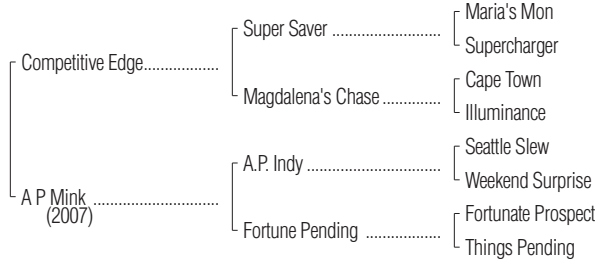 Maria's Mon
Super Saver
Supercharger
Competitive Edge
Cape Town
Magdalena's Chase
Illuminance
Seattle Slew
A.P. Indy
Weekend Surprise
A P Mink
(2007)
Fortunate Prospect
Fortune Pending
Things Pending